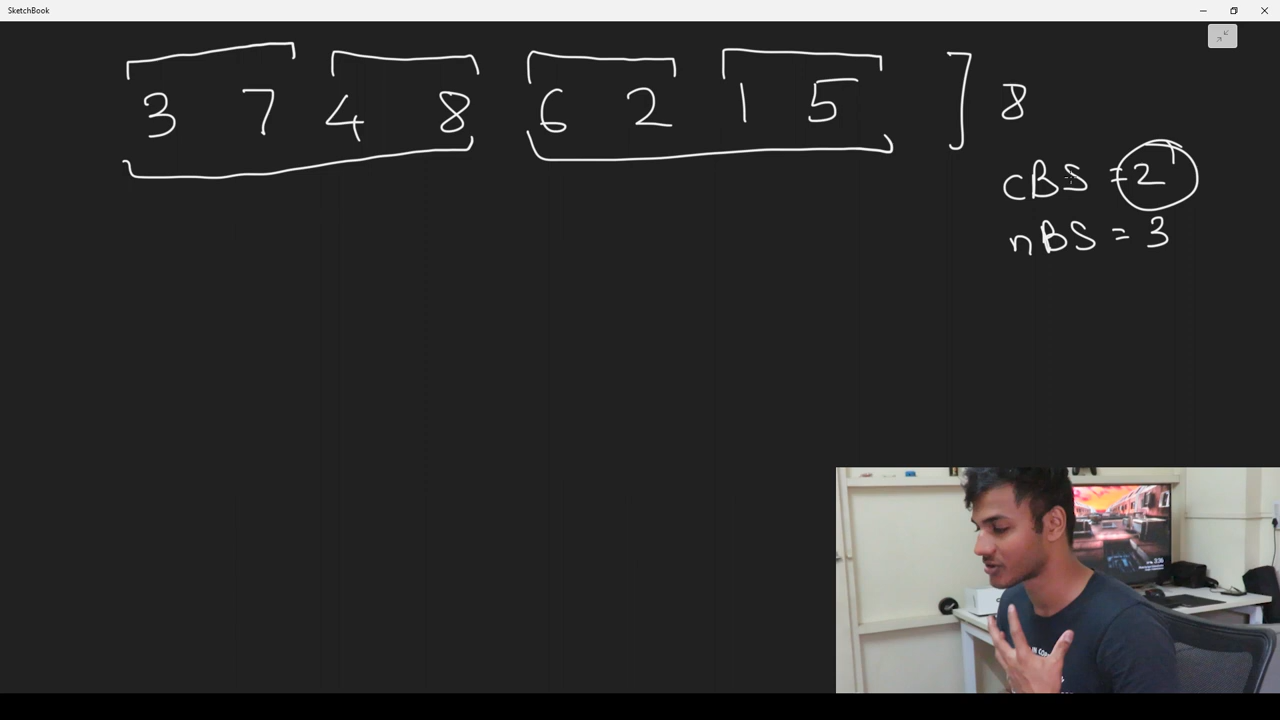 SketchBook
3 7 4 8 6 2 1 5 ] 8
cBS = 2
nBS = 3